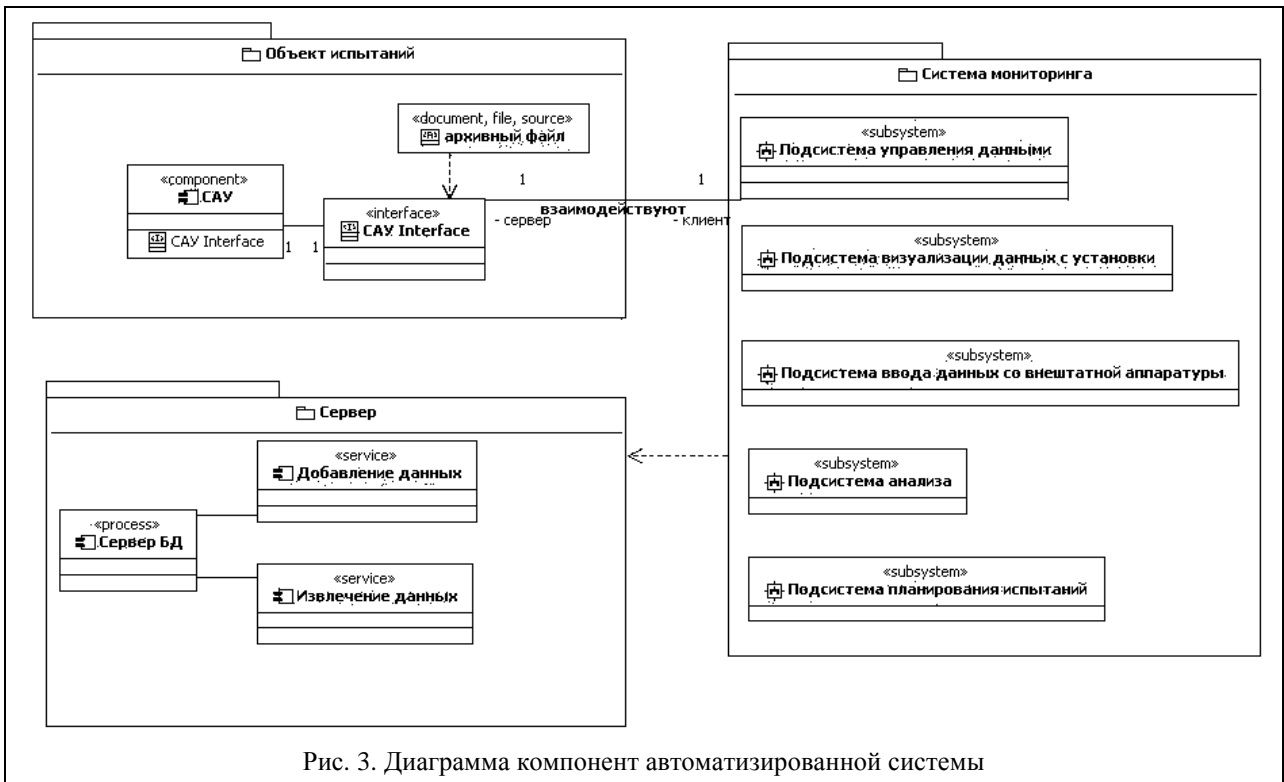 Объект испытаний
«document, file, source»
архивный файл
«component»
САУ
САУ Interface
1
1
«interface»
САУ Interface
1
1
взаимодействуют
- сервер
- клиент
Система мониторинга
«subsystem»
Подсистема управления данными
«subsystem»
Подсистема визуализации данных с установки
«subsystem»
Подсистема ввода данных со внештатной аппаратуры
«subsystem»
Подсистема анализа
«subsystem»
Подсистема планирования испытаний
Сервер
«service»
Добавление данных
«process»
Сервер БД
«service»
Извлечение данных
Рис. 3. Диаграмма компонент автоматизированной системы